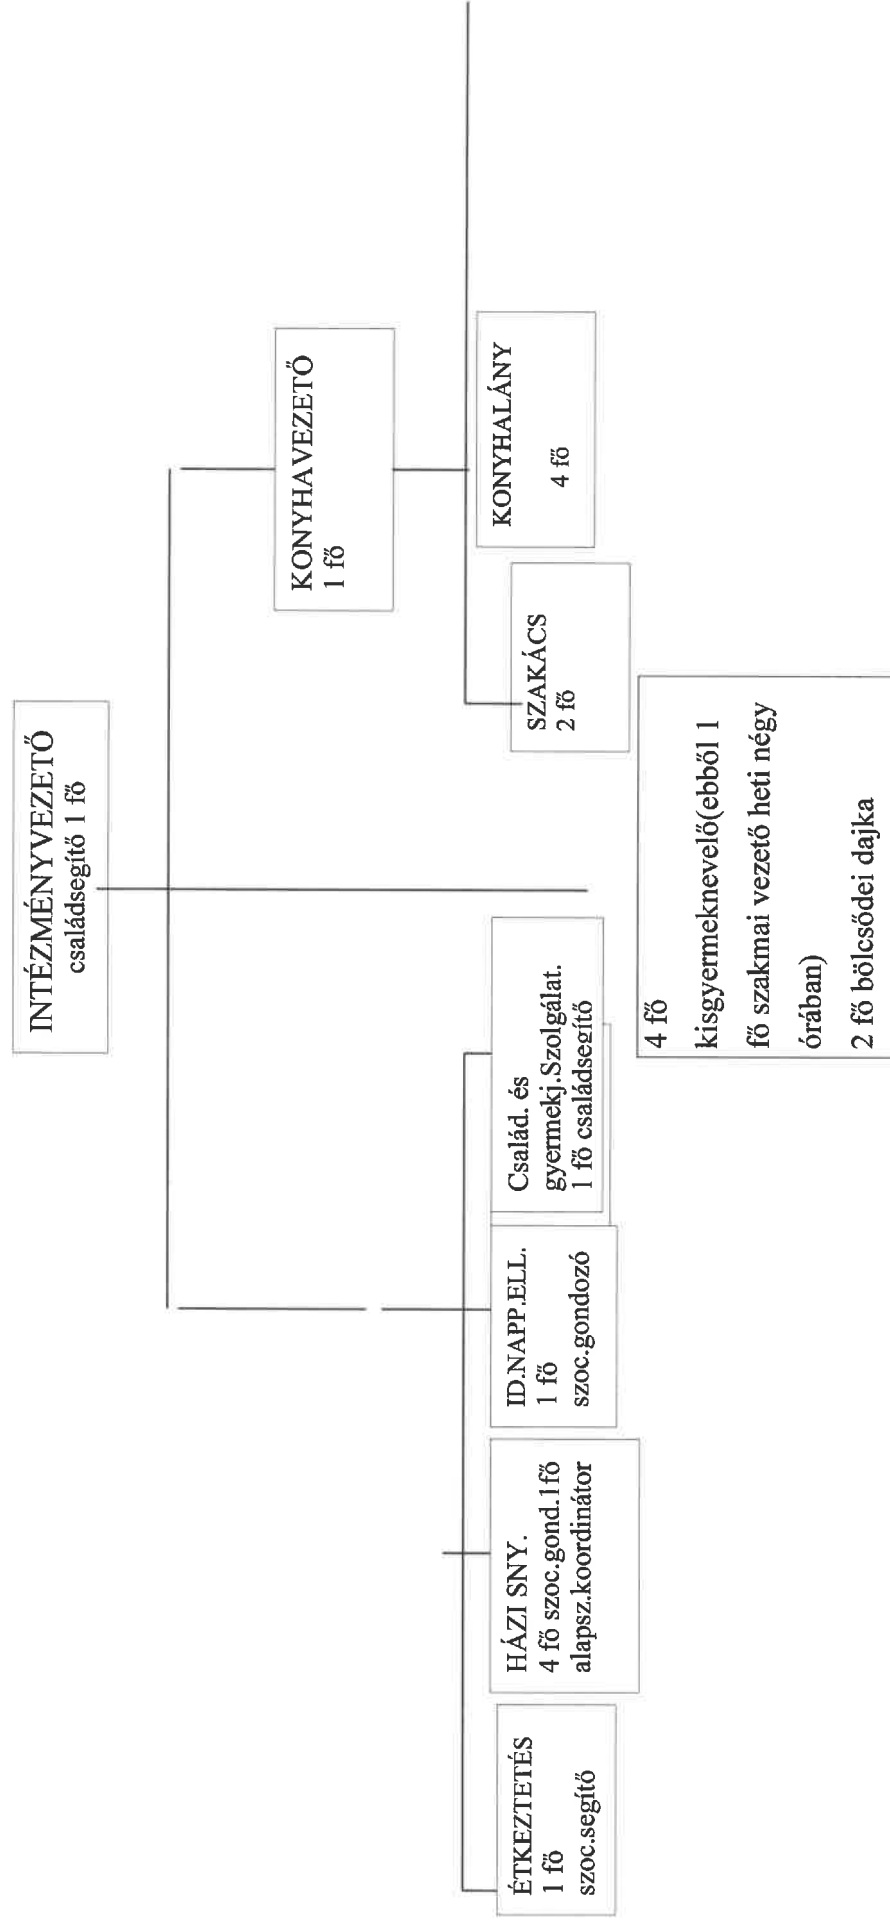 INTÉZMÉNYVEZETŐ
családsegítő 1 fő
KONYHAVEZETŐ
1 fő
ÉTKEZTETÉS
1 fő
szoc.segítő
HÁZI SNY.
4 fő szoc.gond.1fő
alapsz.koordinátor
ID.NAPP.ELL.
1 fő
szoc.gondozó
Család. és
gyermekj.Szolgálat.
1 fő családsegítő
SZAKÁCS
2 fő
KONYHALÁNY
4 fő
4 fő
kisgyermeknevelő(ebből 1
fő szakmai vezető heti négy
órában)
2 fő bölcsődei dajka